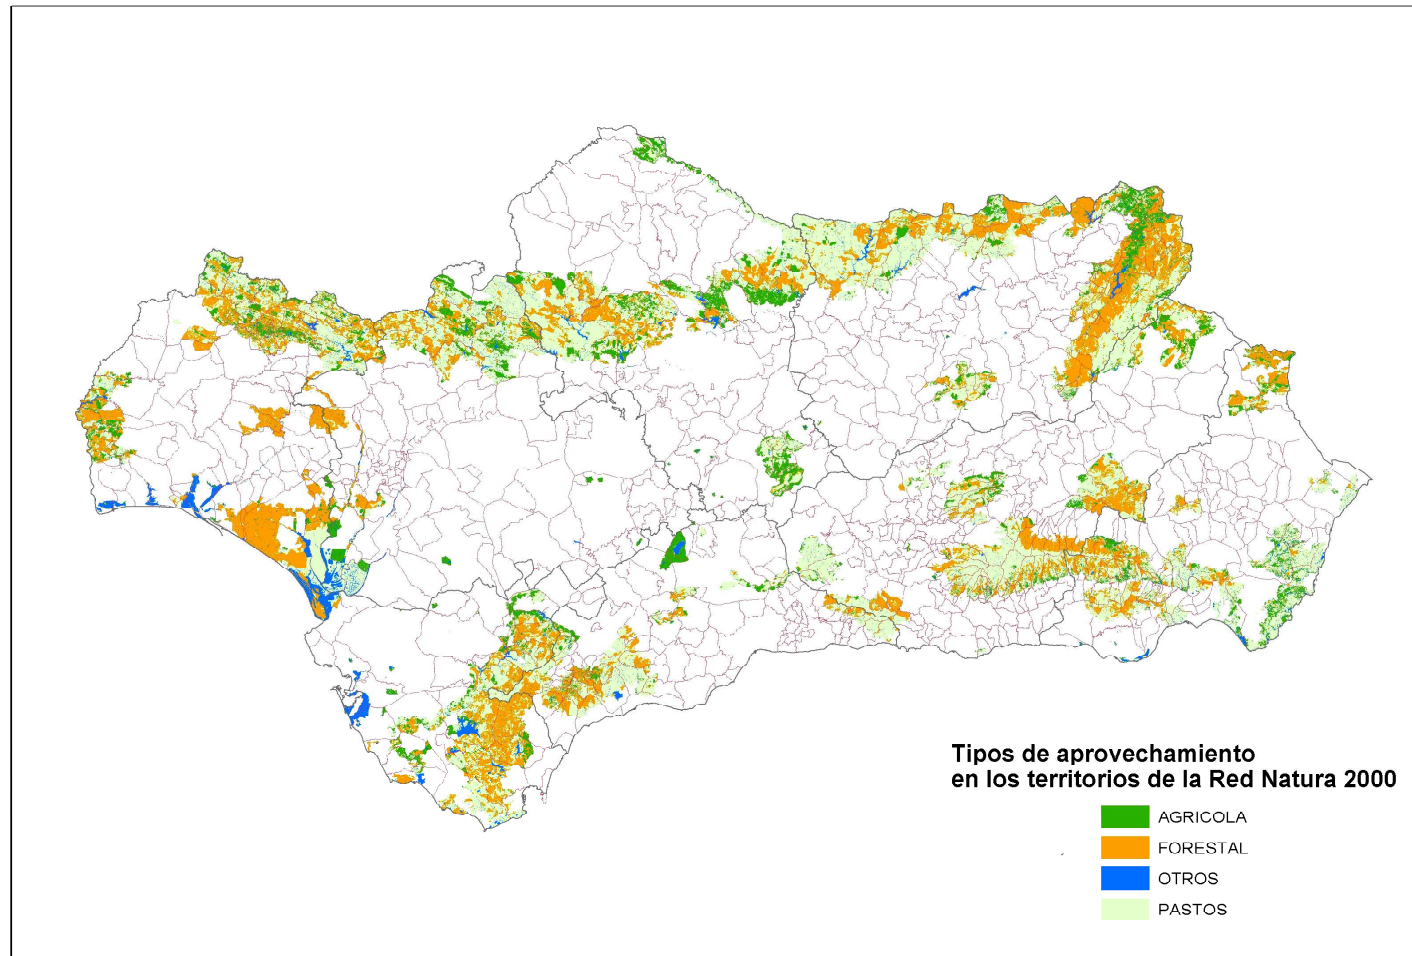 Tipos de aprovechamiento
en los territorios de la Red Natura 2000
AGRICOLA
FORESTAL
OTROS
PASTOS